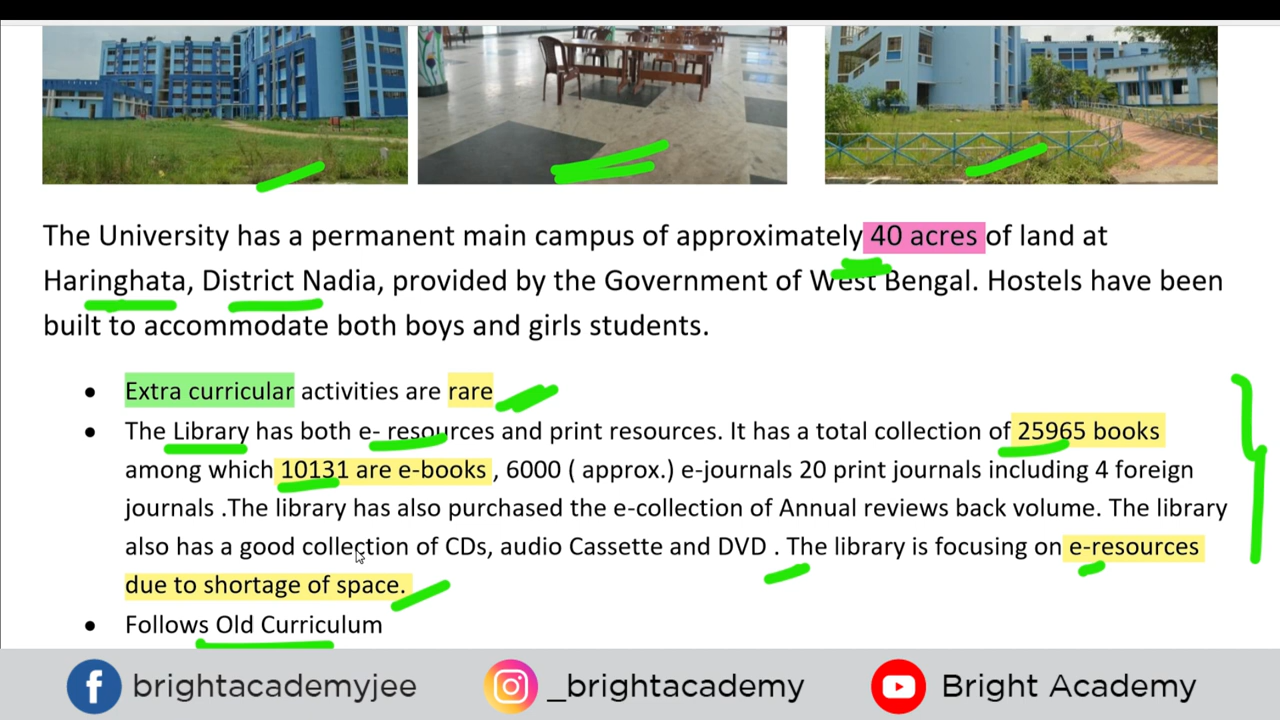 The University has a permanent main campus of approximately 40 acres of land at
Haringhata, District Nadia, provided by the Government of West Bengal. Hostels have been
built to accommodate both boys and girls students.
• Extra curricular activities are rare
• The Library has both e- resources and print resources. It has a total collection of 25965 books
among which 10131 are e-books , 6000 ( approx.) e-journals 20 print journals including 4 foreign
journals .The library has also purchased the e-collection of Annual reviews back volume. The library
also has a good collection of CDs, audio Cassette and DVD . The library is focusing on e-resources
due to shortage of space.
• Follows Old Curriculum
brightacademyjee _brightacademy Bright Academy